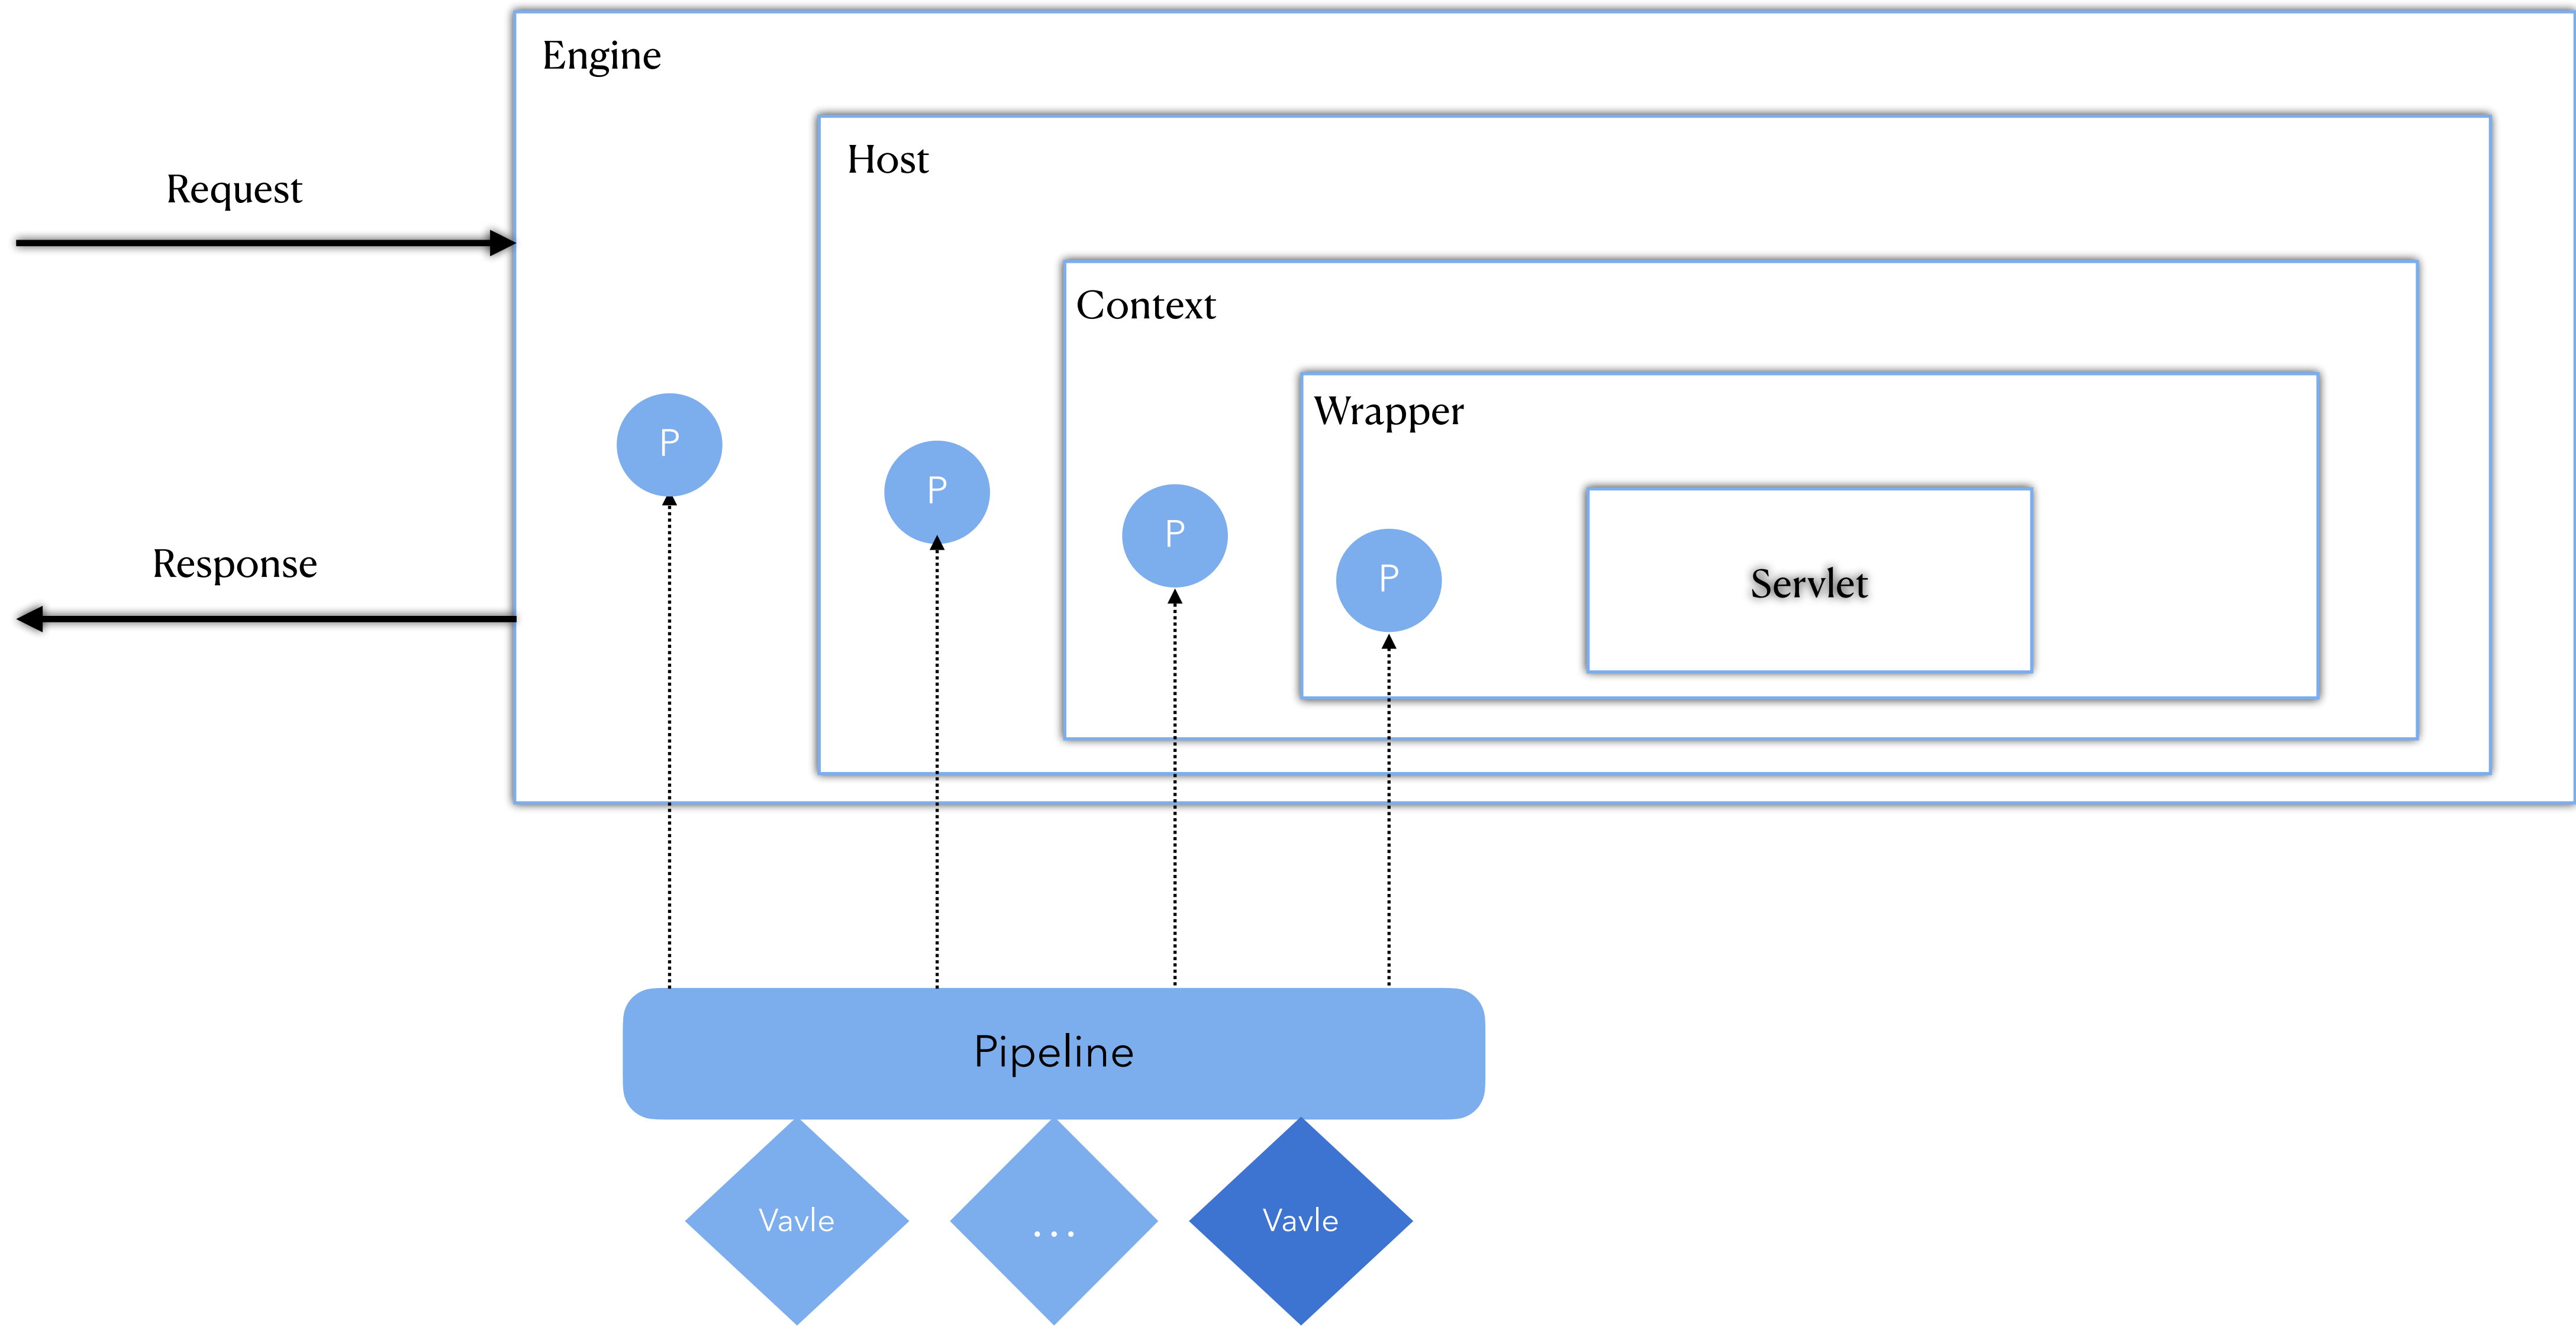 Engine
Host
Request
Context
Wrapper
P
P
P
P
Response
Servlet
Pipeline
Vavle
...
Vavle